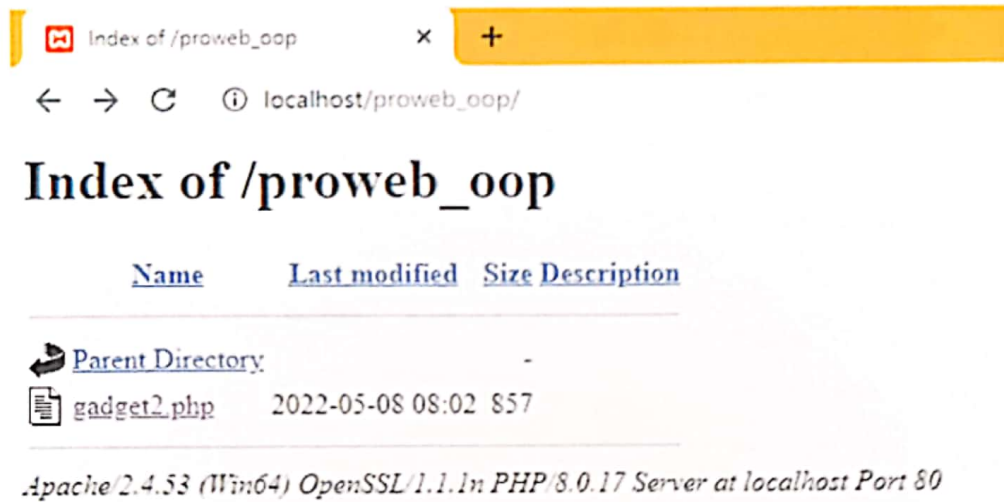 Index of /proweb_oop
localhost/proweb_oop/
Index of /proweb_oop
Name Last modified Size Description
Parent Directory -
gadget2.php 2022-05-08 08:02 857
Apache/2.4.53 (Win64) OpenSSL/1.1.1n PHP/8.0.17 Server at localhost Port 80